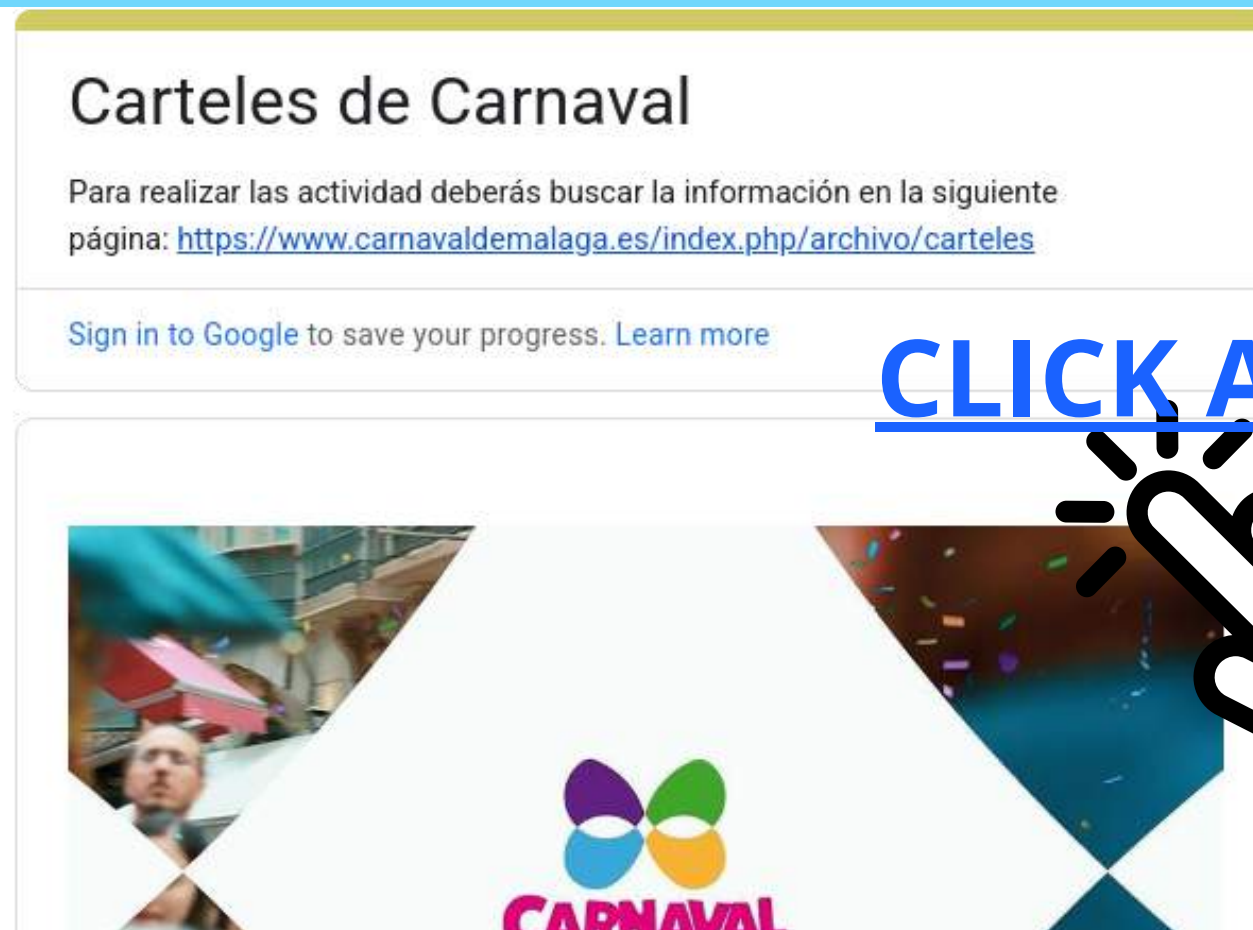 Carteles de Carnaval
Para realizar las actividad deberás buscar la información en la siguiente
página: https://www.carnavaldemalaga.es/index.php/archivo/carteles
Sign in to Google to save your progress. Learn more
CLICK A
CARNAVAL